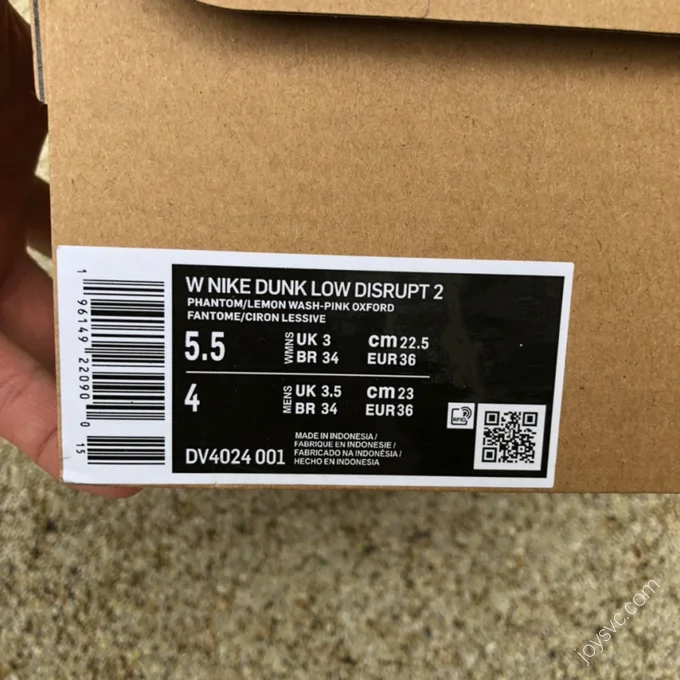 W NIKE DUNK LOW DISRUPT 2
PHANTOM/LEMON WASH-PINK OXFORD
FANTOME/CIRON LESSIVE
5.5 WMNS UK 3 cm 22.5
BR 34 EUR 36
4 MENS UK 3.5 cm 23
BR 34 EUR 36
RFID
DV4024 001
MADE IN INDONESIA /
FABRIQUE EN INDONESIE /
FABRICADO NA INDONÉSIA /
HECHO EN INDONESIA
1 96149 22090 0 15
joysvc.com